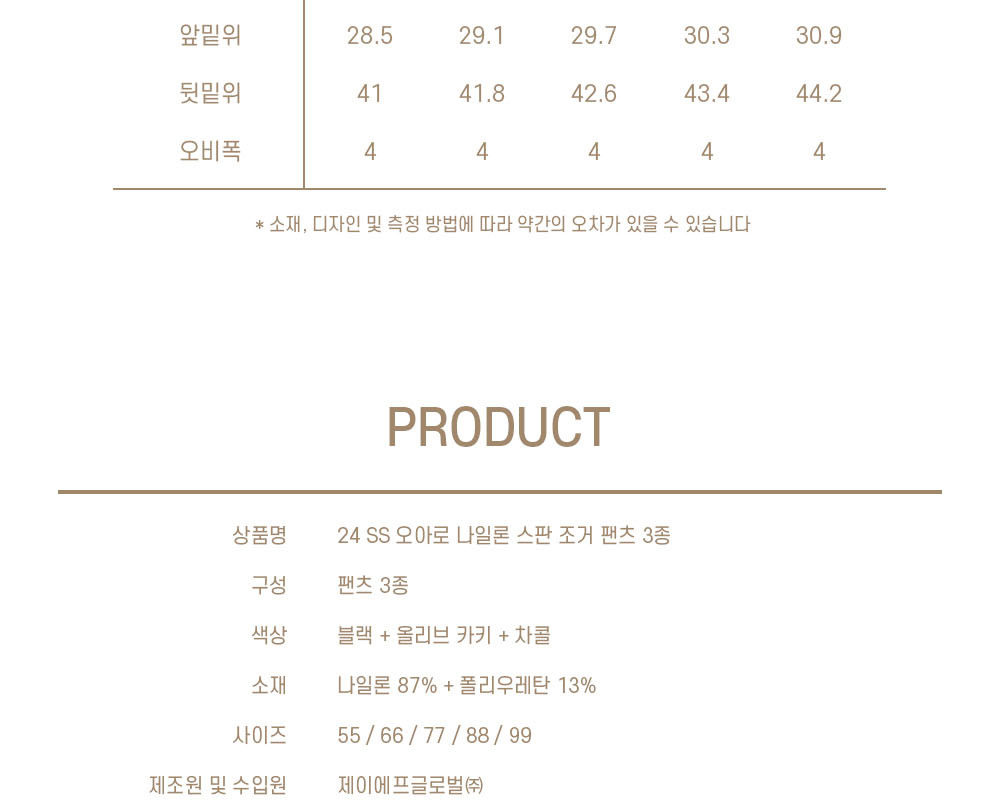 앞밑위 28.5 29.1 29.7 30.3 30.9
뒷밑위 41 41.8 42.6 43.4 44.2
오비폭 4 4 4 4 4
* 소재, 디자인 및 측정 방법에 따라 약간의 오차가 있을 수 있습니다
PRODUCT
상품명 24 SS 오아로 나일론 스판 조거 팬츠 3종
구성 팬츠 3종
색상 블랙 + 올리브 카키 + 차콜
소재 나일론 87% + 폴리우레탄 13%
사이즈 55 / 66 / 77 / 88 / 99
제조원 및 수입원 제이에프글로벌㈜